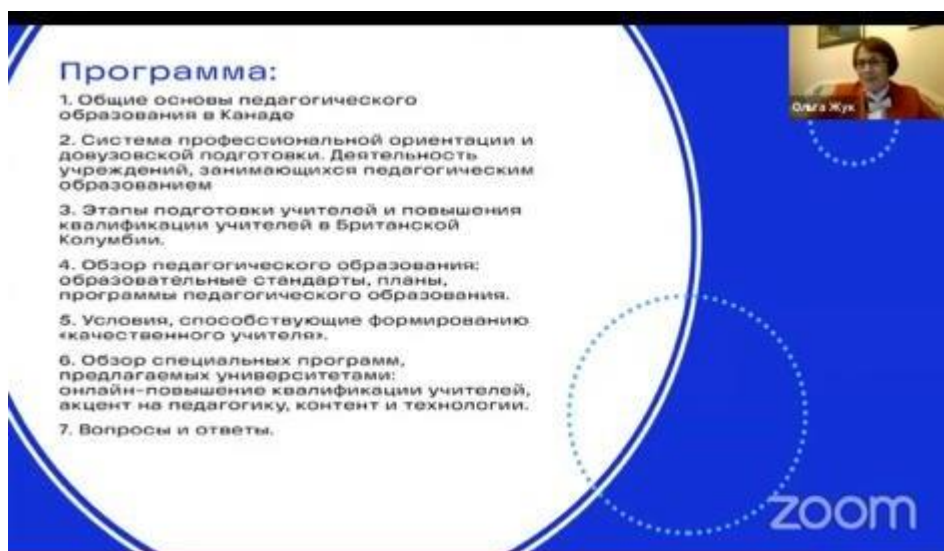 Программа:
1. Общие основы педагогического
образования в Канаде
2. Система профессиональной ориентации и
довузовской подготовки. Деятельность
учреждений, занимающихся педагогическим
образованием
3. Этапы подготовки учителей и повышения
квалификации учителей в Британской
Колумбии.
4. Обзор педагогического образования:
образовательные стандарты, планы,
программы педагогического образования.
5. Условия, способствующие формированию
«качественного учителя».
6. Обзор специальных программ,
предлагаемых университетами:
онлайн-повышение квалификации учителей,
акцент на педагогику, контент и технологии.
7. Вопросы и ответы.
Ольга Жук
zoom